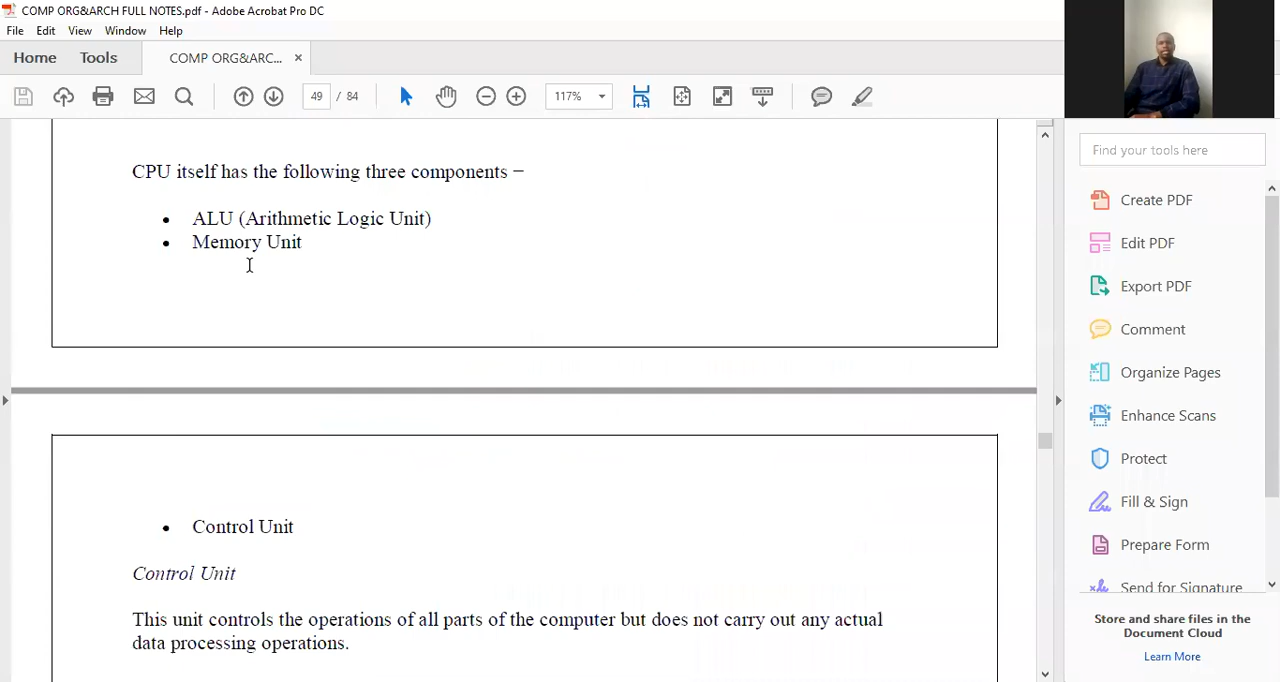 COMP ORG&ARCH FULL NOTES.pdf - Adobe Acrobat Pro DC
File Edit View Window Help
Home Tools COMP ORG&ARC... ×
49 / 84 117%
CPU itself has the following three components –
• ALU (Arithmetic Logic Unit)
• Memory Unit
• Control Unit
Control Unit
This unit controls the operations of all parts of the computer but does not carry out any actual
data processing operations.
Find your tools here
Create PDF
Edit PDF
Export PDF
Comment
Organize Pages
Enhance Scans
Protect
Fill & Sign
Prepare Form
Send for Signature
Store and share files in the
Document Cloud
Learn More